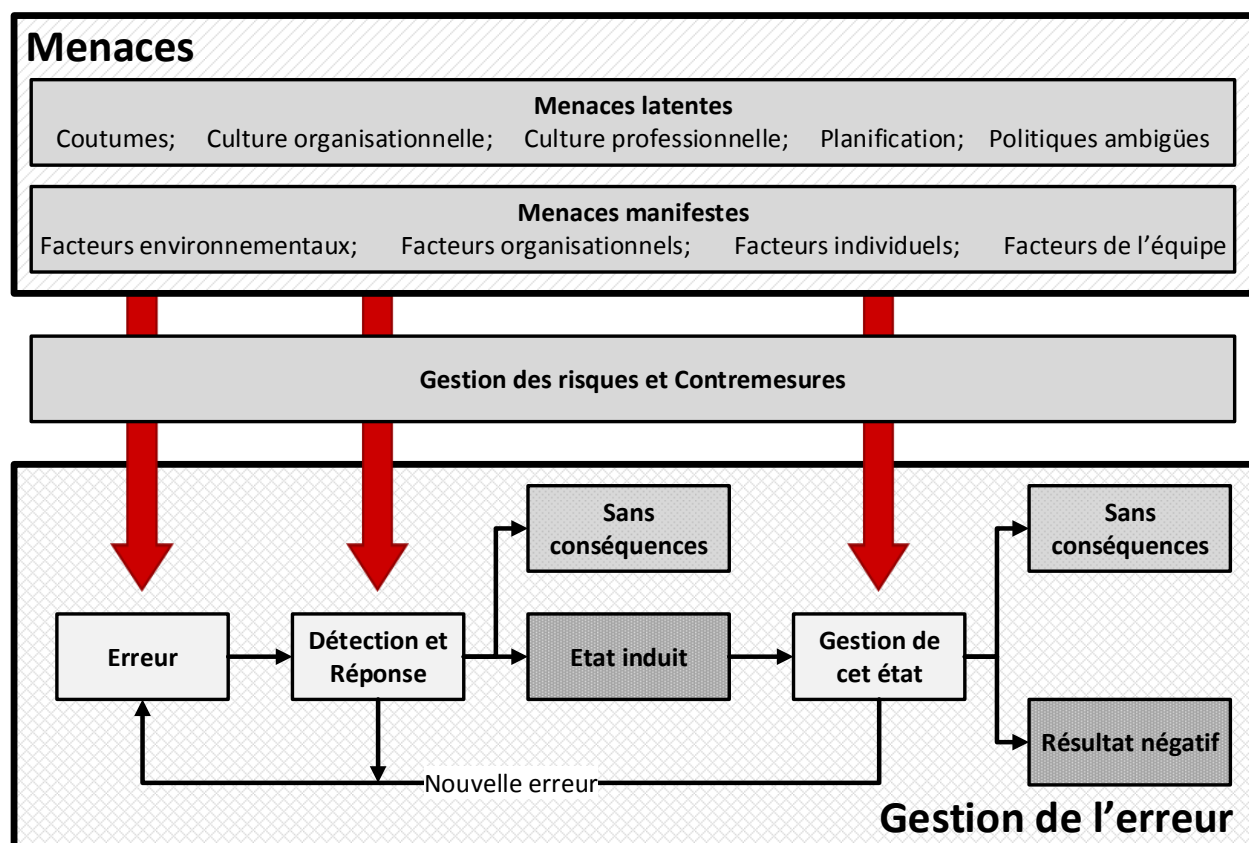 Menaces
Menaces latentes
Coutumes; Culture organisationnelle; Culture professionnelle; Planification; Politiques ambigües
Menaces manifestes
Facteurs environnementaux; Facteurs organisationnels; Facteurs individuels; Facteurs de l’équipe
Gestion des risques et Contremesures
Sans
conséquences
Sans
conséquences
Erreur
Détection et
Réponse
Etat induit
Gestion de
cet état
Résultat négatif
Nouvelle erreur
Gestion de l’erreur